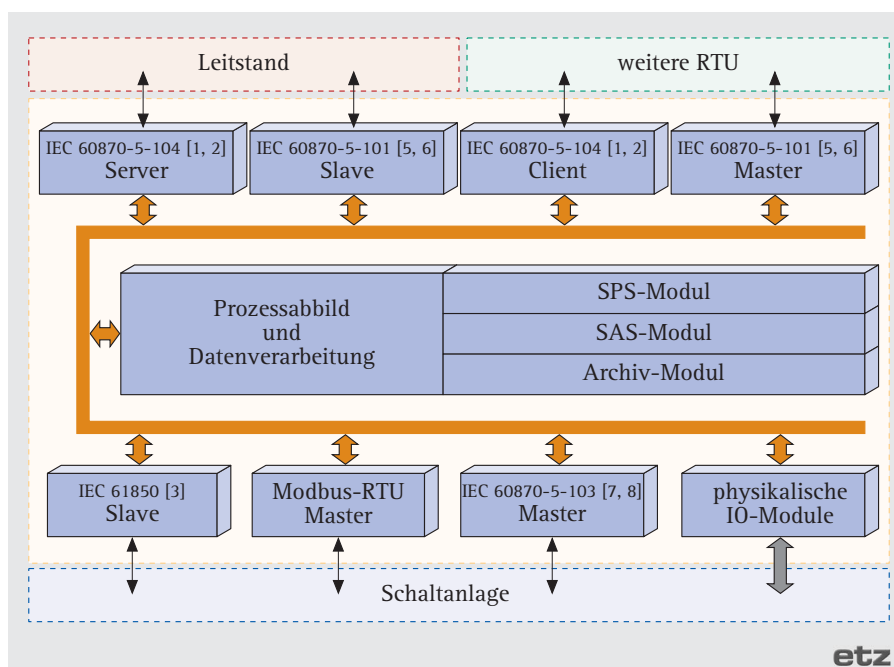 Leitstand
weitere RTU
IEC 60870-5-104 [1, 2]
Server
IEC 60870-5-101 [5, 6]
Slave
IEC 60870-5-104 [1, 2]
Client
IEC 60870-5-101 [5, 6]
Master
Prozessabbild
und
Datenverarbeitung
SPS-Modul
SAS-Modul
Archiv-Modul
IEC 61850 [3]
Slave
Modbus-RTU
Master
IEC 60870-5-103 [7, 8]
Master
physikalische
IO-Module
Schaltanlage
etz